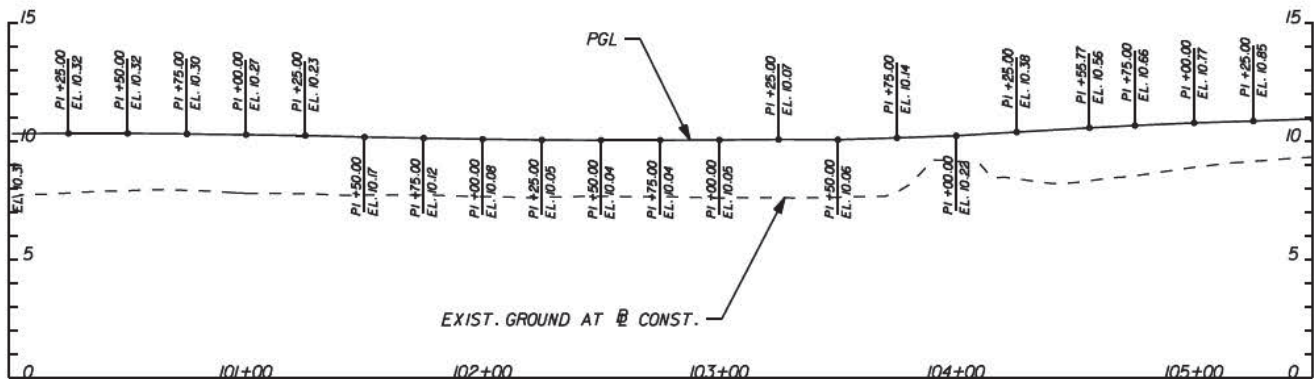 15
15
PI +25.00
EL. 10.32
PI +50.00
EL. 10.32
PI +75.00
EL. 10.30
PI +00.00
EL. 10.27
PI +25.00
EL. 10.23
PGL
PI +25.00
EL. 10.07
PI +75.00
EL. 10.14
PI +25.00
EL. 10.38
PI +55.77
EL. 10.56
PI +75.00
EL. 10.66
PI +00.00
EL. 10.77
PI +25.00
EL. 10.85
10
10
EL. 10.31
PI +50.00
EL. 10.17
PI +75.00
EL. 10.12
PI +00.00
EL. 10.08
PI +25.00
EL. 10.05
PI +50.00
EL. 10.04
PI +75.00
EL. 10.04
PI +00.00
EL. 10.05
PI +50.00
EL. 10.06
PI +00.00
EL. 10.22
5
5
EXIST. GROUND AT ⅊ CONST.
0
101+00
102+00
103+00
104+00
105+00
0